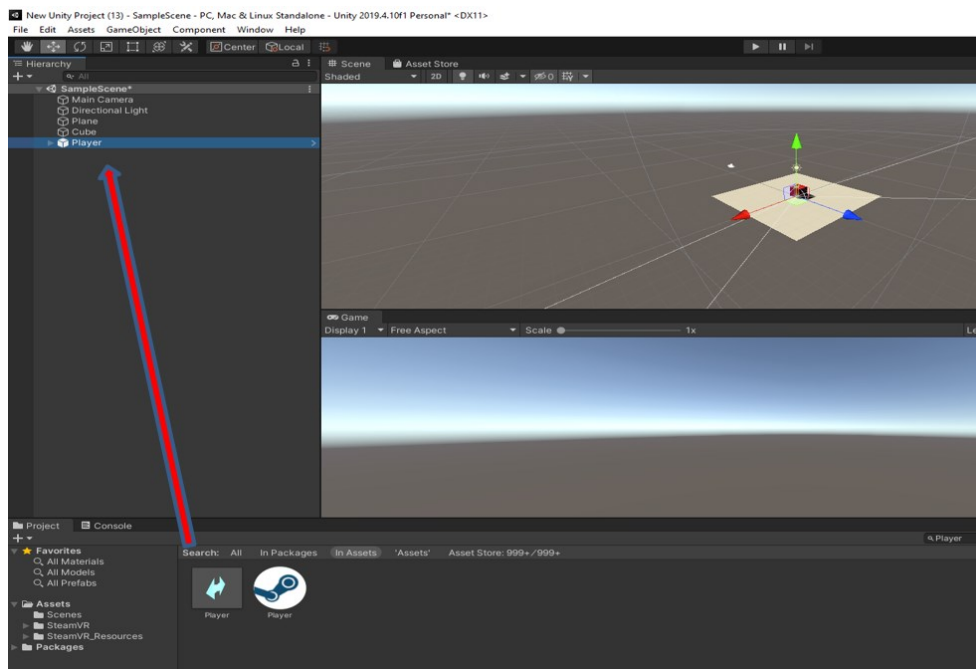 New Unity Project (13) - SampleScene - PC, Mac & Linux Standalone - Unity 2019.4.10f1 Personal* <DX11>
File Edit Assets GameObject Component Window Help
Center Local
Hierarchy
All
SampleScene*
Main Camera
Directional Light
Plane
Cube
Player
Scene Asset Store
Shaded 2D 0
Game
Display 1 Free Aspect Scale 1x
Project Console
Player
Favorites
All Materials
All Models
All Prefabs
Assets
Scenes
SteamVR
SteamVR_Resources
Packages
Search: All In Packages In Assets 'Assets' Asset Store: 999+/999+
Player Player